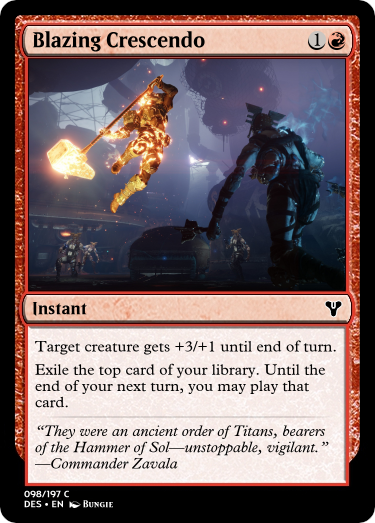 Blazing Crescendo 1
Instant
Target creature gets +3/+1 until end of turn.
Exile the top card of your library. Until the
end of your next turn, you may play that
card.
“They were an ancient order of Titans, bearers
of the Hammer of Sol—unstoppable, vigilant.”
—Commander Zavala
098/197 C
DES • EN Bungie